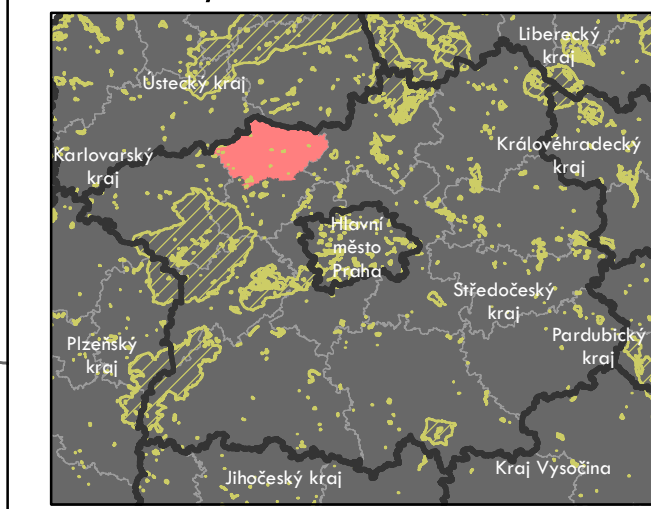 Liberecký
kraj
Ústecký kraj
Karlovarský
kraj
Královéhradecký
kraj
Hlavní
město
Praha
Středočeský
kraj
Plzeňský
kraj
Pardubický
kraj
Jihočeský kraj
Kraj Vysočina